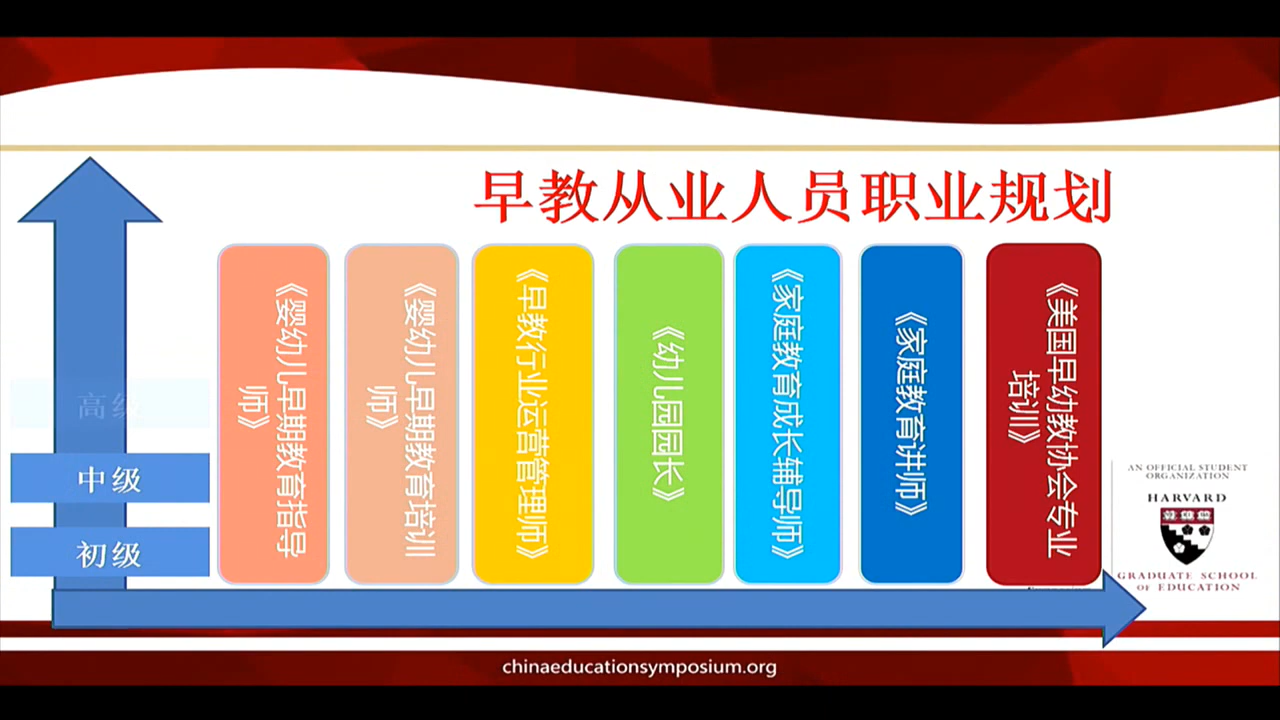 早教从业人员职业规划
高级
中级
初级
《婴幼儿早期教育指导
师》
《婴幼儿早期教育培训
师》
《早教行业运营管理师》
《幼儿园园长》
《家庭教育成长辅导师》
《家庭教育讲师》
《美国早幼教协会专业
培训》
AN OFFICIAL STUDENT
ORGANIZATION
HARVARD
GRADUATE SCHOOL
OF EDUCATION
chinaeducationsymposium.org